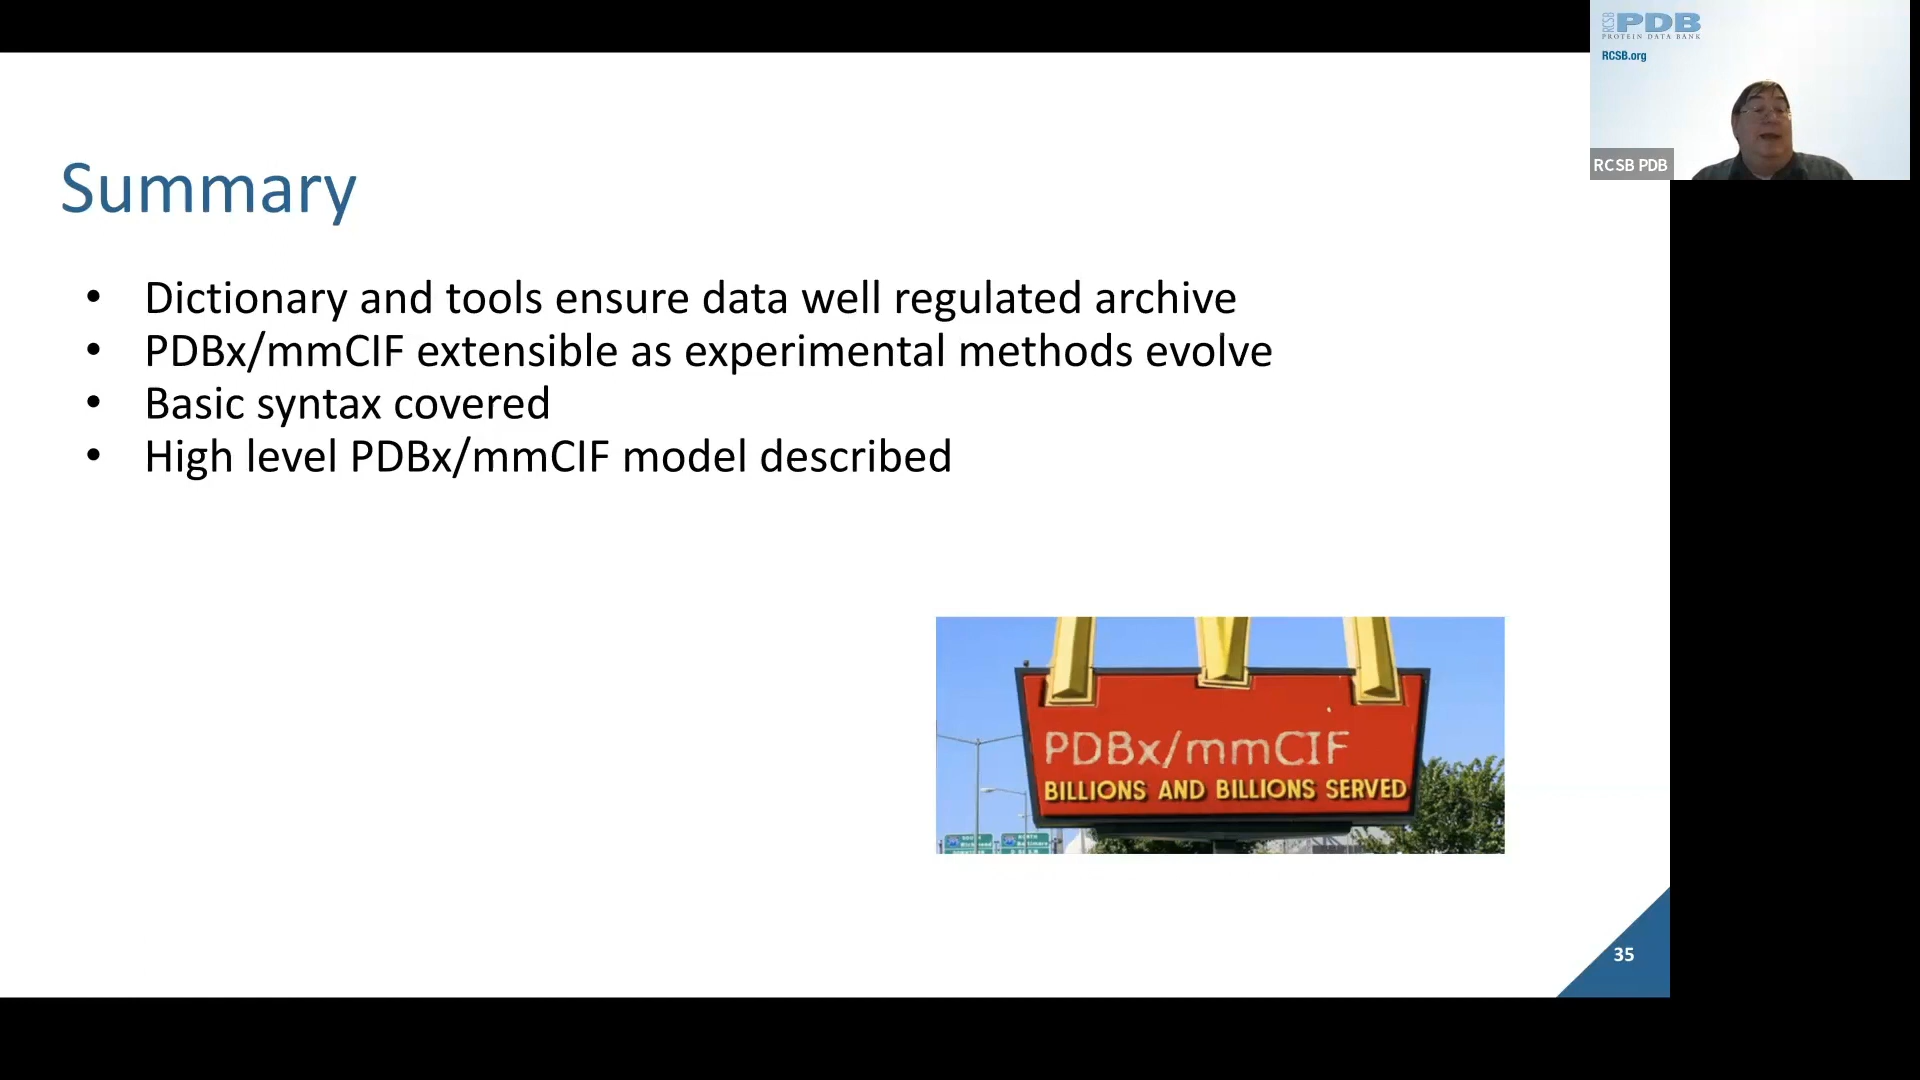 Summary
• Dictionary and tools ensure data well regulated archive
• PDBx/mmCIF extensible as experimental methods evolve
• Basic syntax covered
• High level PDBx/mmCIF model described
PDBx/mmCIF
BILLIONS AND BILLIONS SERVED
35
RCSB PDB
PROTEIN DATA BANK
RCSB.org
RCSB PDB